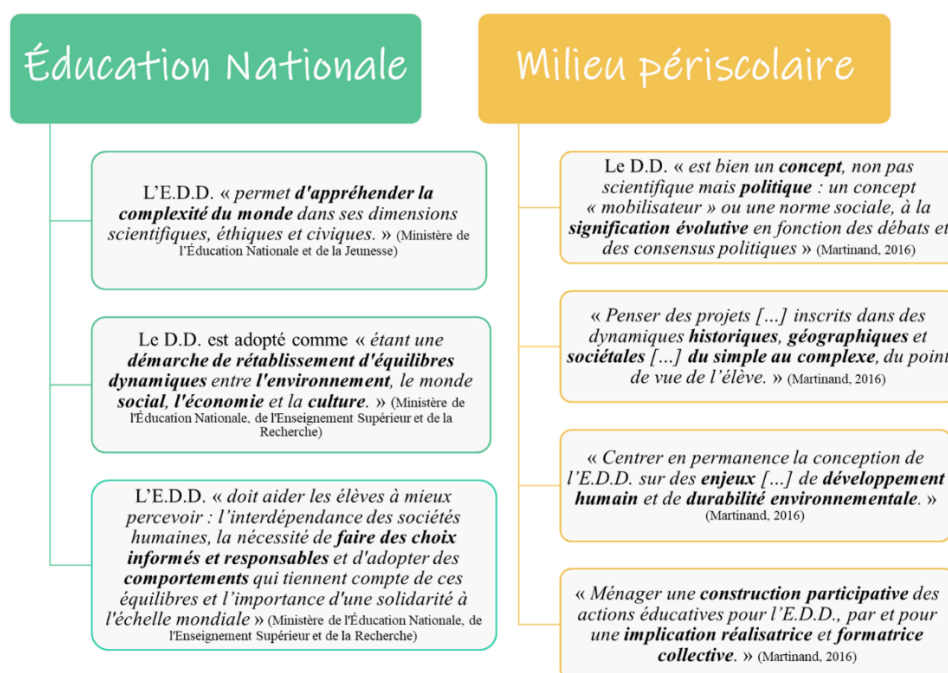 Éducation Nationale
L'E.D.D. « permet d'appréhender la
complexité du monde dans ses dimensions
scientifiques, éthiques et civiques. » (Ministère de
l'Éducation Nationale et de la Jeunesse)
Le D.D. est adopté comme « étant une
démarche de rétablissement d'équilibres
dynamiques entre l'environnement, le monde
social, l'économie et la culture. » (Ministère de
l'Éducation Nationale, de l'Enseignement Supérieur et de la
Recherche)
L'E.D.D. « doit aider les élèves à mieux
percevoir : l'interdépendance des sociétés
humaines, la nécessité de faire des choix
informés et responsables et d'adopter des
comportements qui tiennent compte de ces
équilibres et l'importance d'une solidarité à
l'échelle mondiale » (Ministère de l'Éducation Nationale, de
l'Enseignement Supérieur et de la Recherche)
Milieu périscolaire
Le D.D. « est bien un concept, non pas
scientifique mais politique : un concept
« mobilisateur » ou une norme sociale, à la
signification évolutive en fonction des débats et
des consensus politiques » (Martinand, 2016)
« Penser des projets [...] inscrits dans des
dynamiques historiques, géographiques et
sociétales [...] du simple au complexe, du point
de vue de l'élève. » (Martinand, 2016)
« Centrer en permanence la conception de
l'E.D.D. sur des enjeux [...] de développement
humain et de durabilité environnementale. »
(Martinand, 2016)
« Ménager une construction participative des
actions éducatives pour l'E.D.D., par et pour
une implication réalisatrice et formatrice
collective. » (Martinand, 2016)